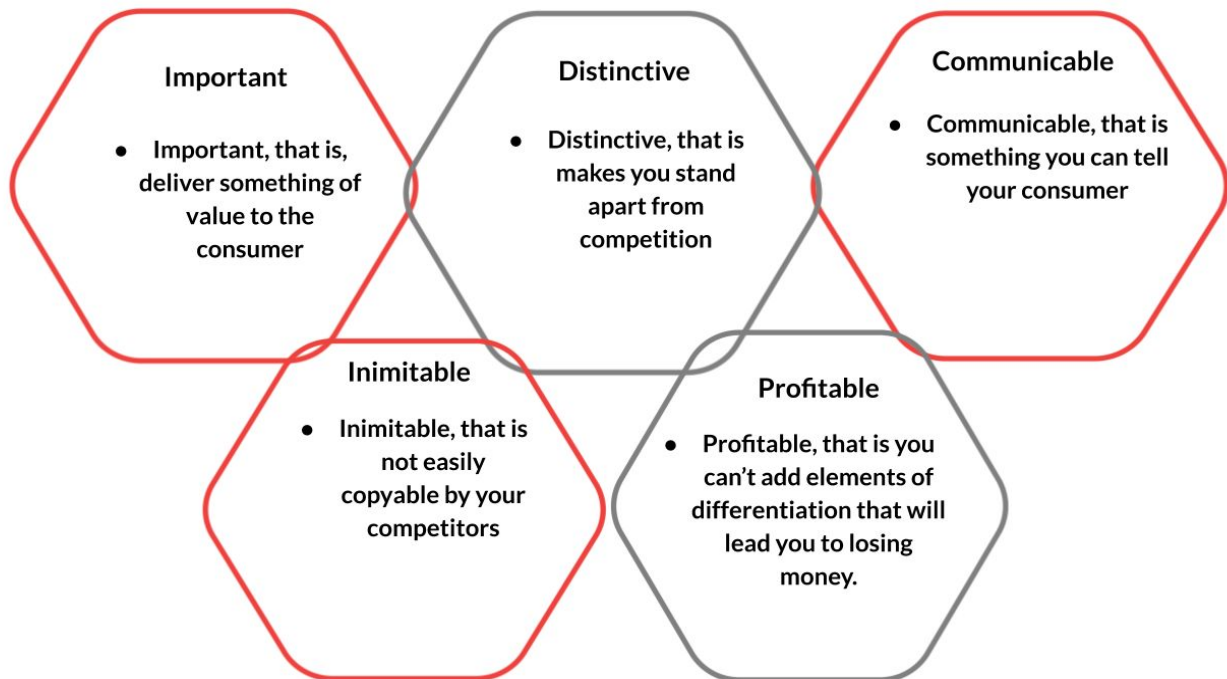 Important
● Important, that is,
deliver something of
value to the
consumer
Distinctive
● Distinctive, that is
makes you stand
apart from
competition
Communicable
● Communicable, that is
something you can tell
your consumer
Inimitable
● Inimitable, that is
not easily
copyable by your
competitors
Profitable
● Profitable, that is you
can’t add elements of
differentiation that will
lead you to losing
money.